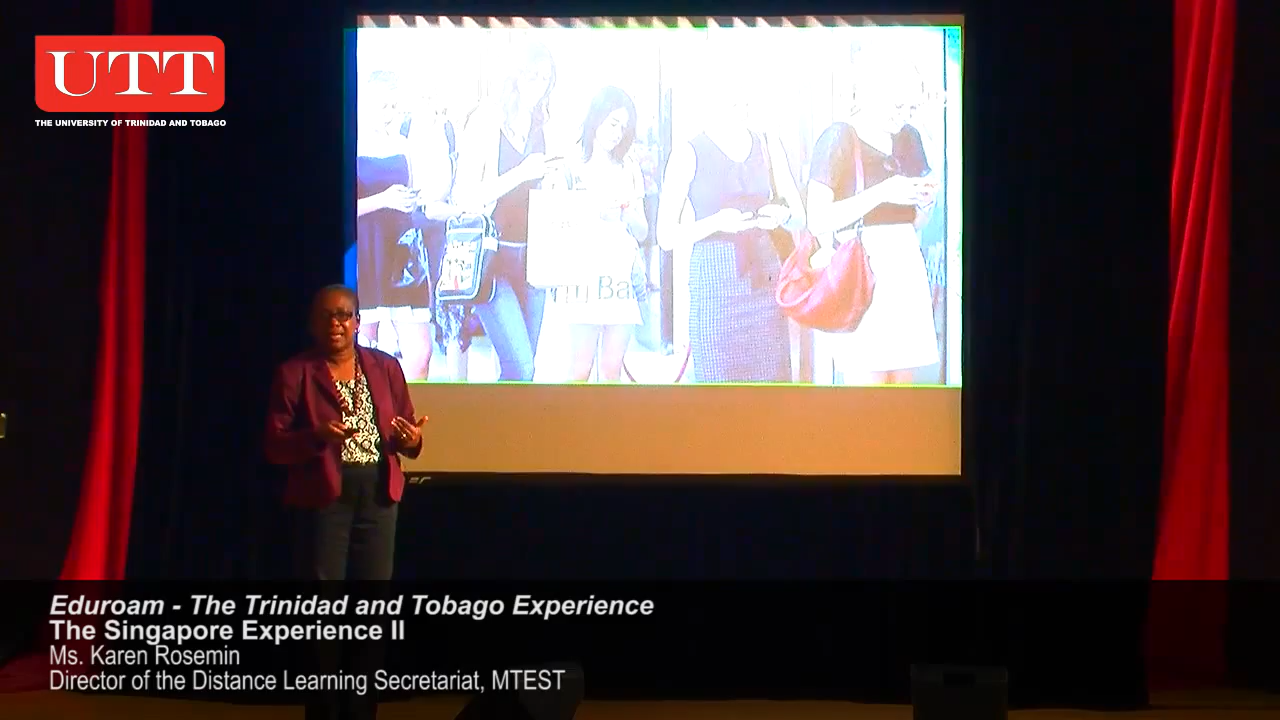 UTT
THE UNIVERSITY OF TRINIDAD AND TOBAGO
Eduroam - The Trinidad and Tobago Experience
The Singapore Experience II
Ms. Karen Rosemin
Director of the Distance Learning Secretariat, MTEST